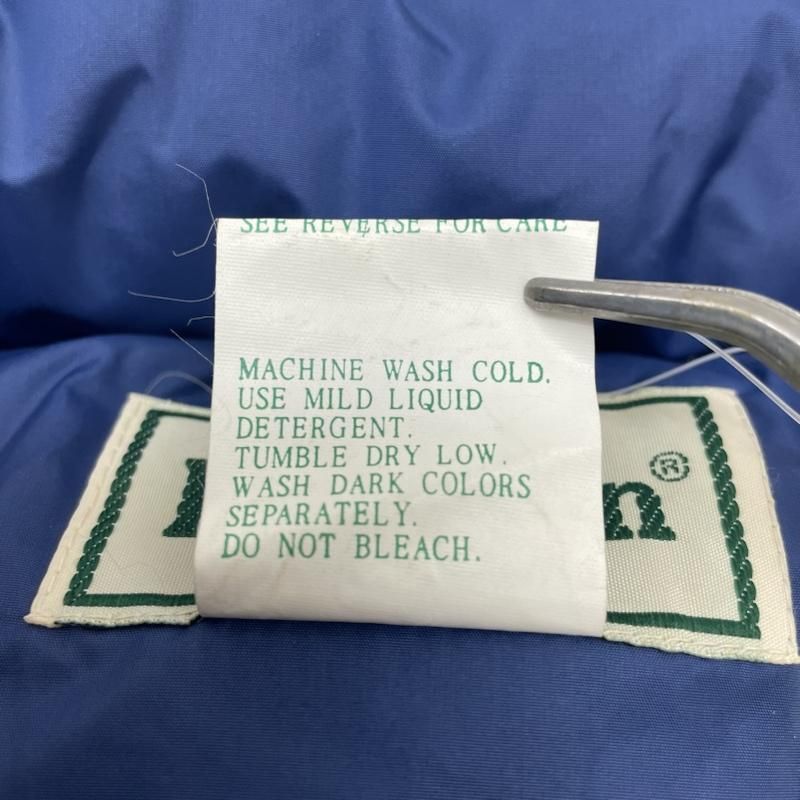 SEE REVERSE FOR CARE
MACHINE WASH COLD.
USE MILD LIQUID
DETERGENT.
TUMBLE DRY LOW.
WASH DARK COLORS
SEPARATELY.
DO NOT BLEACH.
n®